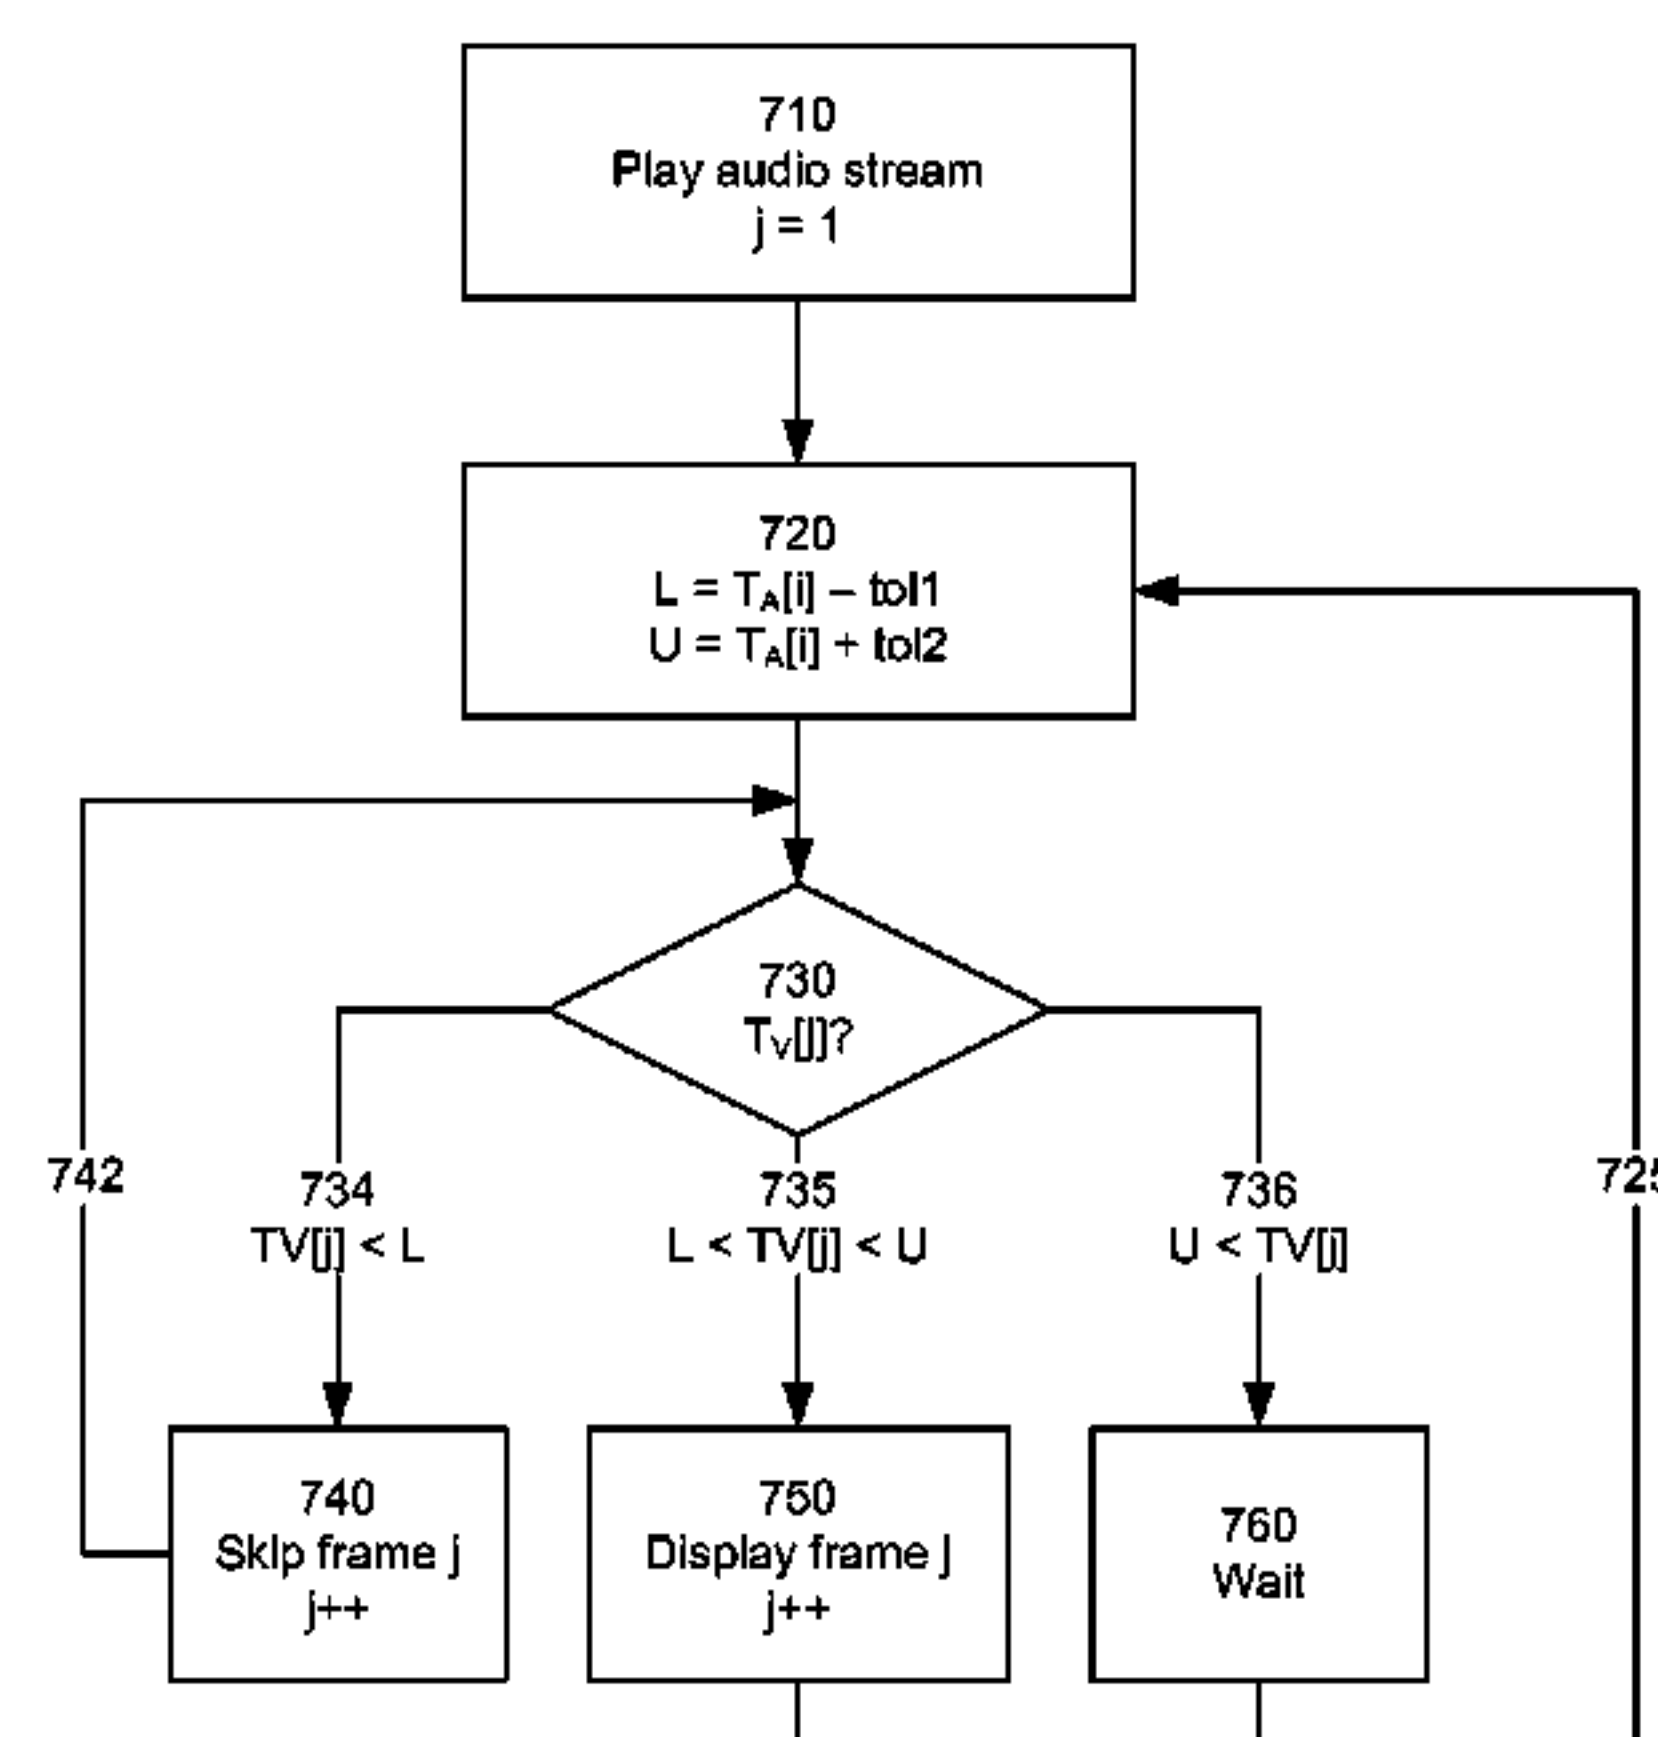 710
Play audio stream
j = 1
720
L = TA[i] – tol1
U = TA[i] + tol2
730
TV[j]?
742
734
TV[j] < L
735
L < TV[j] < U
736
U < TV[j]
740
Skip frame j
j++
750
Display frame j
j++
760
Wait